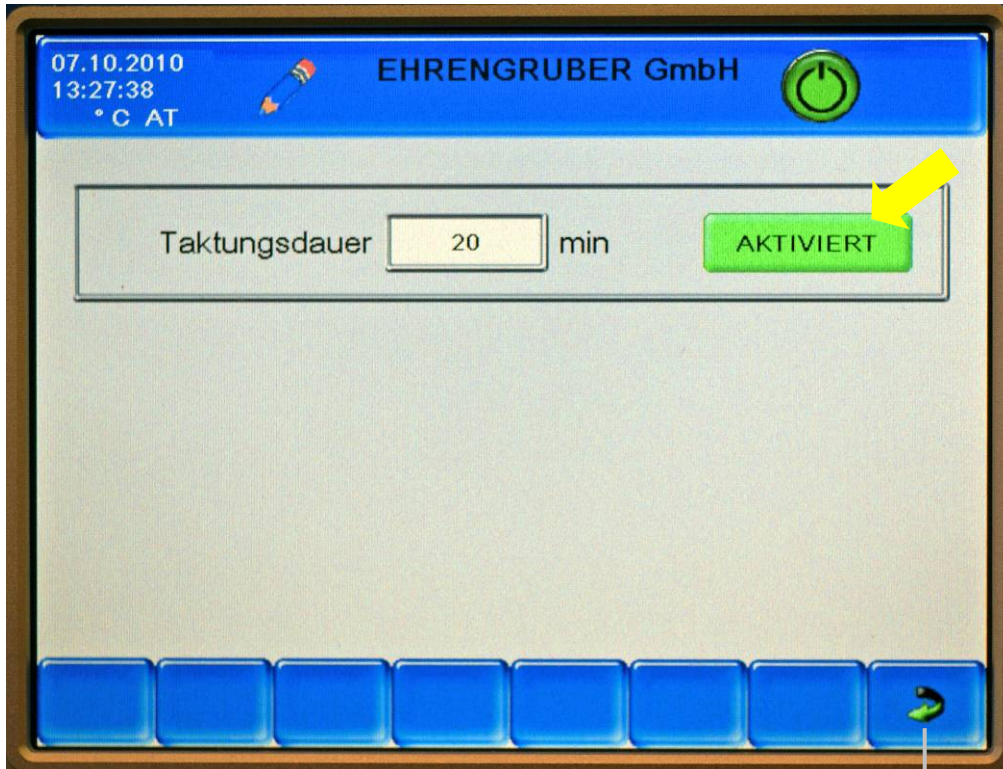 07.10.2010
13:27:38
° C AT
EHRENGRUBER GmbH
Taktungsdauer 20 min AKTIVIERT